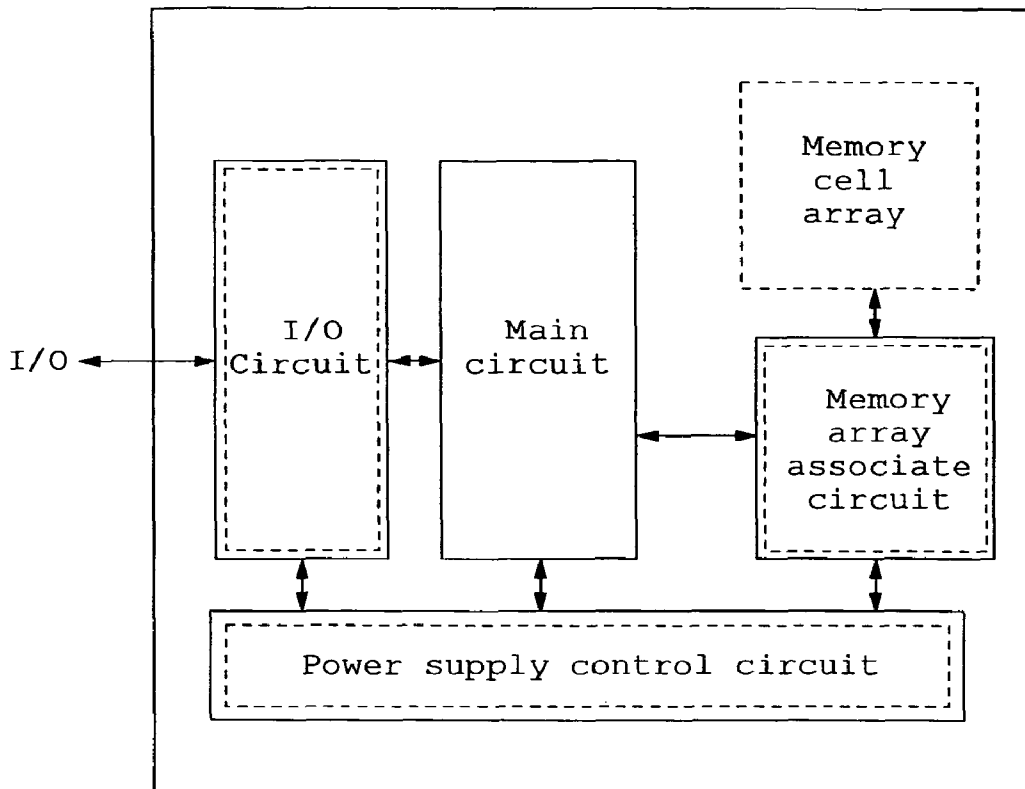 I/O
I/O
Circuit
Main
circuit
Memory
cell
array
Memory
array
associate
circuit
Power supply control circuit